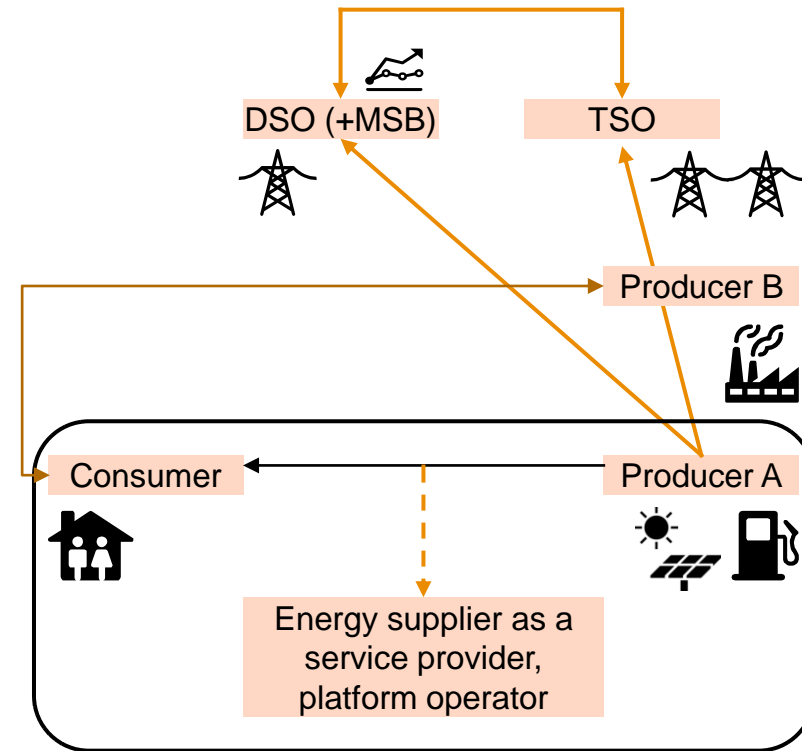 DSO (+MSB)
TSO
Producer B
Consumer
Producer A
Energy supplier as a
service provider,
platform operator